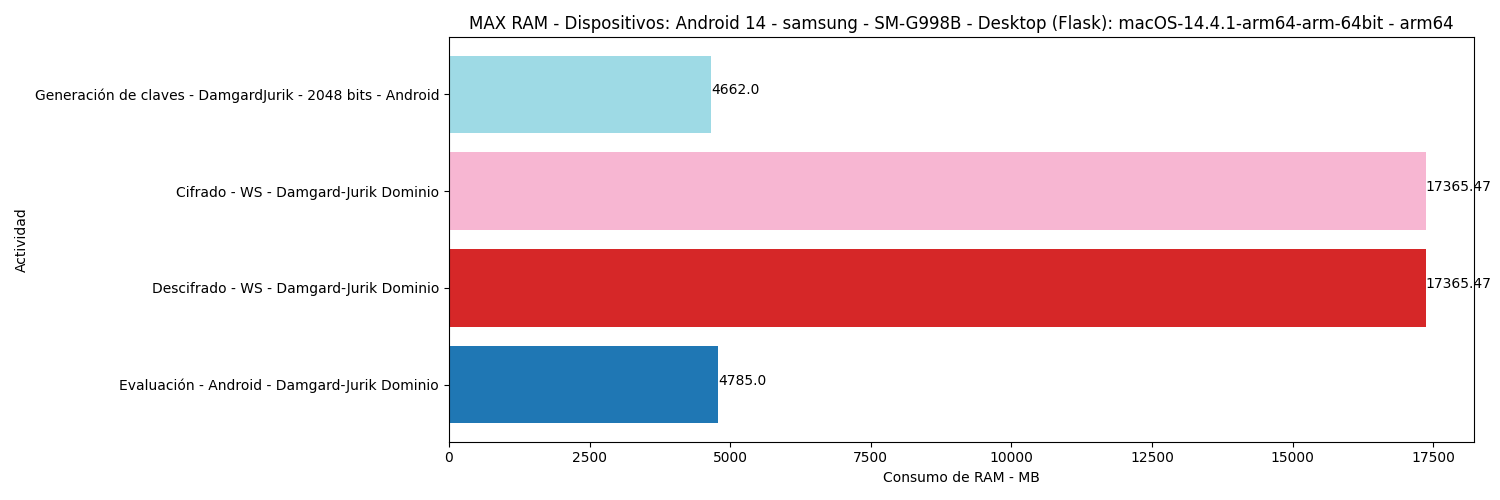 MAX RAM - Dispositivos: Android 14 - samsung - SM-G998B - Desktop (Flask): macOS-14.4.1-arm64-arm-64bit - arm64
Generación de claves - DamgardJurik - 2048 bits - Android
4662.0
Cifrado - WS - Damgard-Jurik Dominio
17365.47
Descifrado - WS - Damgard-Jurik Dominio
17365.47
Evaluación - Android - Damgard-Jurik Dominio
4785.0
Actividad
0 2500 5000 7500 10000 12500 15000 17500
Consumo de RAM - MB